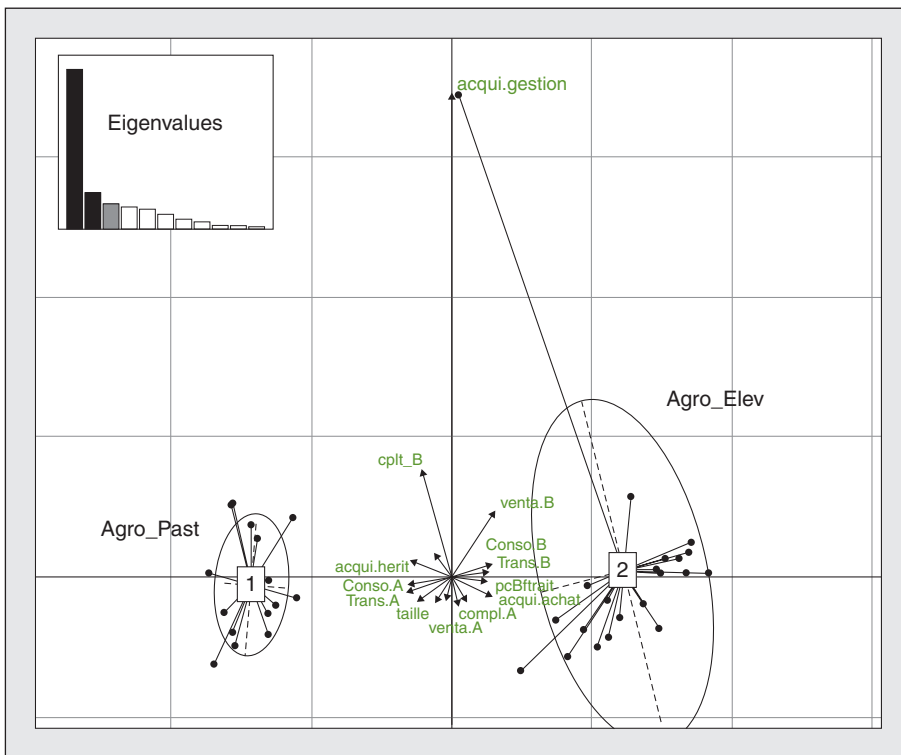 acqui.gestion
Eigenvalues
Agro_Elev
cplt_B
venta.B
Agro_Past
Conso.B
acqui.herit
Trans.B
Conso.A
pcBftrait
1
2
Trans.A
acqui.achat
taille
compl.A
venta.A